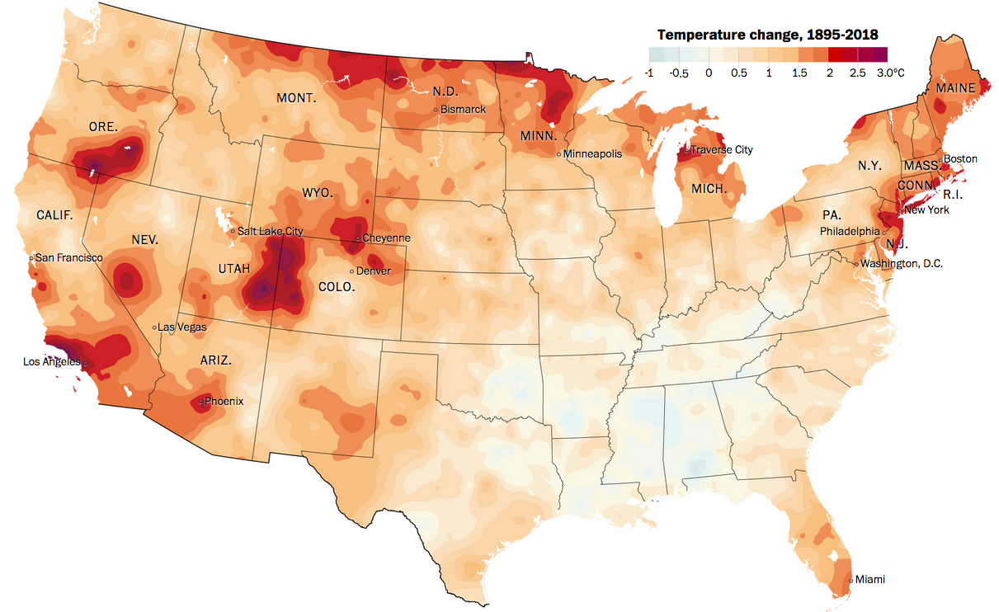 Temperature change, 1895-2018
-1 -0.5 0 0.5 1 1.5 2 2.5 3.0°C
MAINE
MONT.
N.D.
Bismarck
ORE.
MINN.
Minneapolis
Traverse City
Boston
N.Y.
MASS.
CONN.
R.I.
WYO.
MICH.
CALIF.
PA.
New York
Salt Lake City
Cheyenne
Philadelphia
NEV.
N.J.
San Francisco
UTAH
Denver
Washington, D.C.
COLO.
Las Vegas
Los Angeles
ARIZ.
Phoenix
Miami